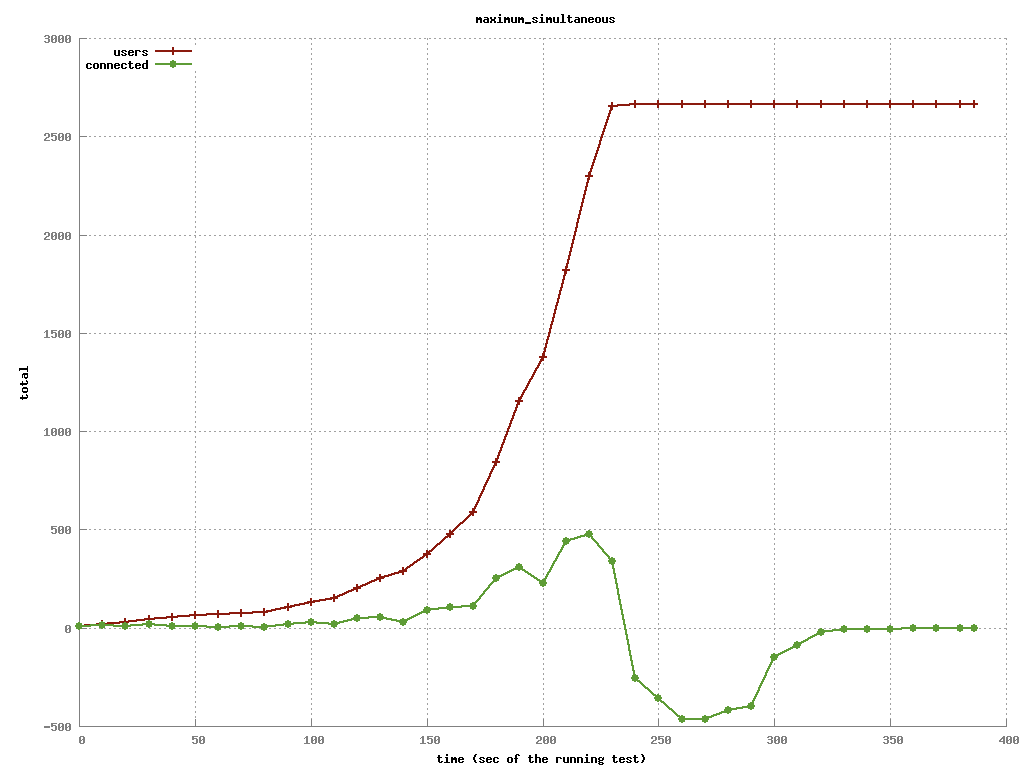 maximum_simultaneous
users
connected
3000
2500
2000
1500
1000
500
0
-500
total
0 50 100 150 200 250 300 350 400
time (sec of the running test)